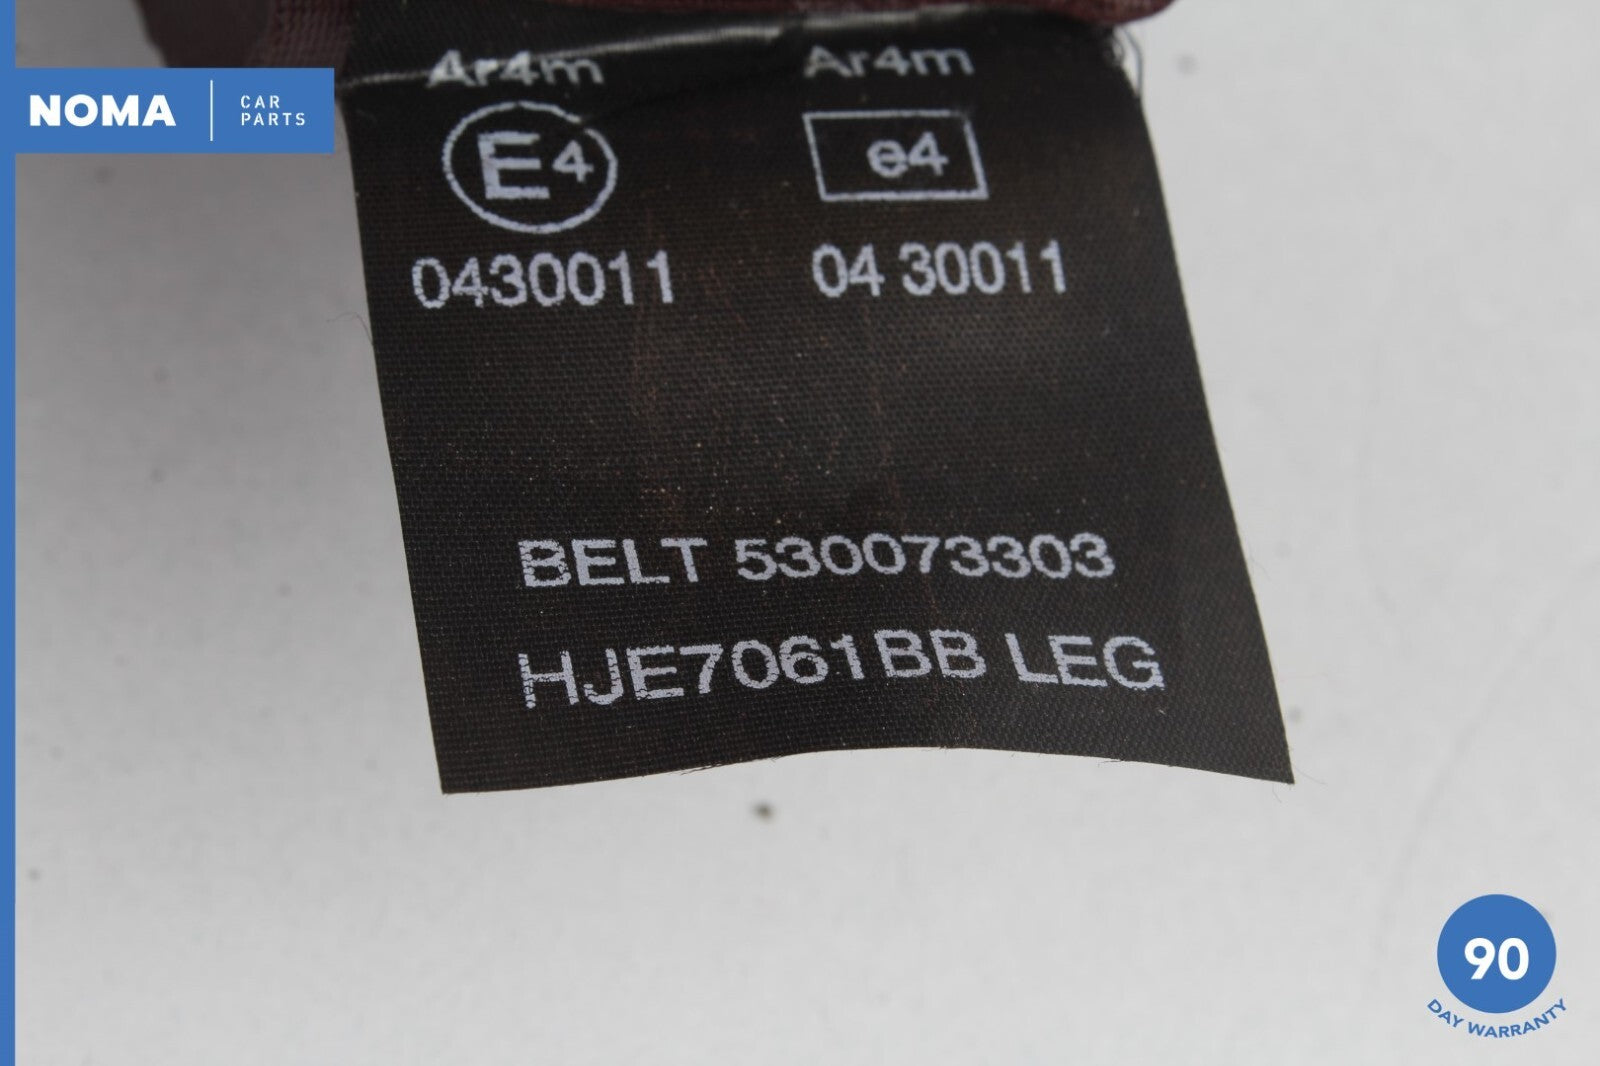 NOMA
CAR
PARTS
Ar4m Ar4m
E4 e4
0430011 04 30011
BELT 530073303
HJE7061BB LEG
90
DAY WARRANTY